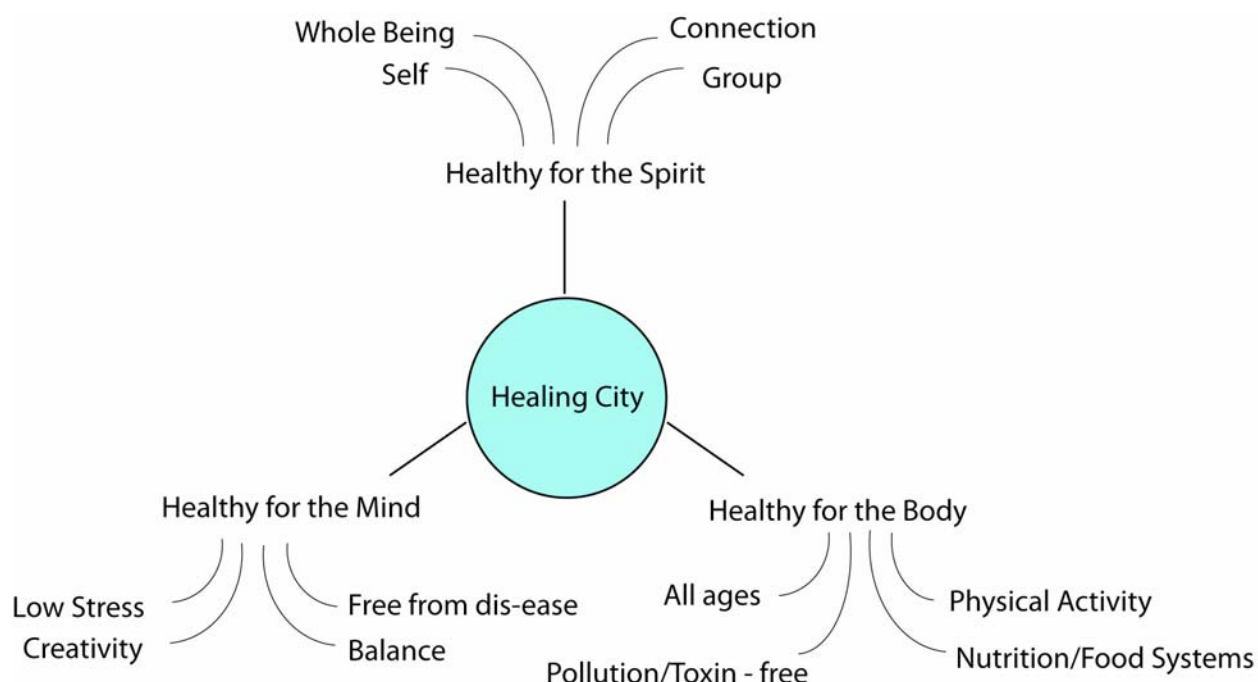 Whole Being
Connection
Self
Group
Healthy for the Spirit
Healing City
Healthy for the Mind
Healthy for the Body
Low Stress
Free from dis-ease
Creativity
Balance
All ages
Physical Activity
Pollution/Toxin - free
Nutrition/Food Systems